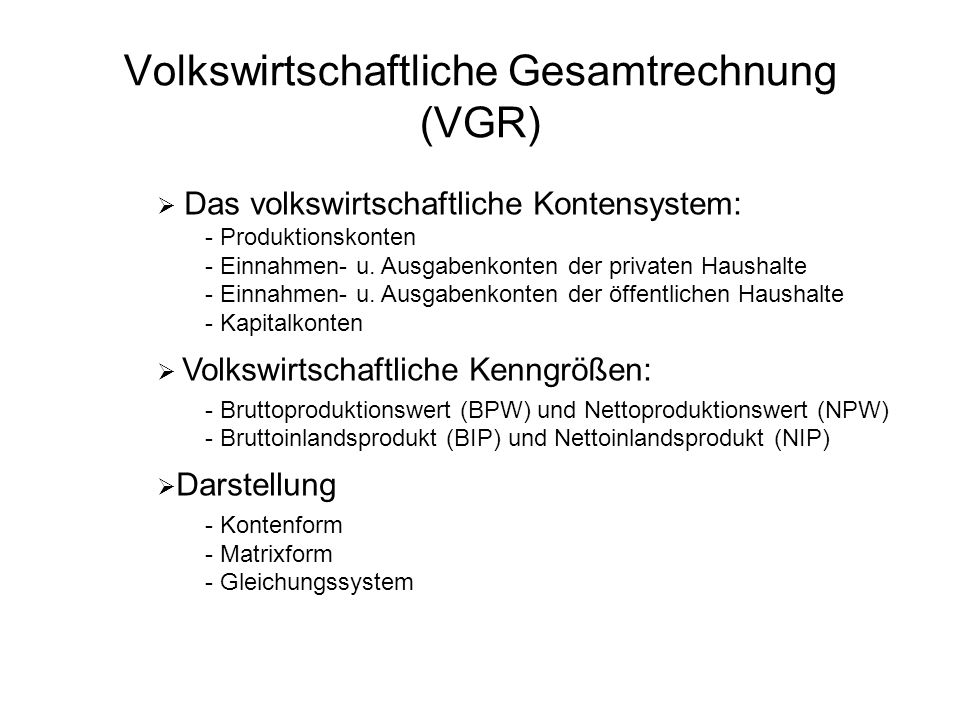 Volkswirtschaftliche Gesamtrechnung
(VGR)
➢ Das volkswirtschaftliche Kontensystem:
- Produktionskonten
- Einnahmen- u. Ausgabenkonten der privaten Haushalte
- Einnahmen- u. Ausgabenkonten der öffentlichen Haushalte
- Kapitalkonten
➢ Volkswirtschaftliche Kenngrößen:
- Bruttoproduktionswert (BPW) und Nettoproduktionswert (NPW)
- Bruttoinlandsprodukt (BIP) und Nettoinlandsprodukt (NIP)
➢Darstellung
- Kontenform
- Matrixform
- Gleichungssystem